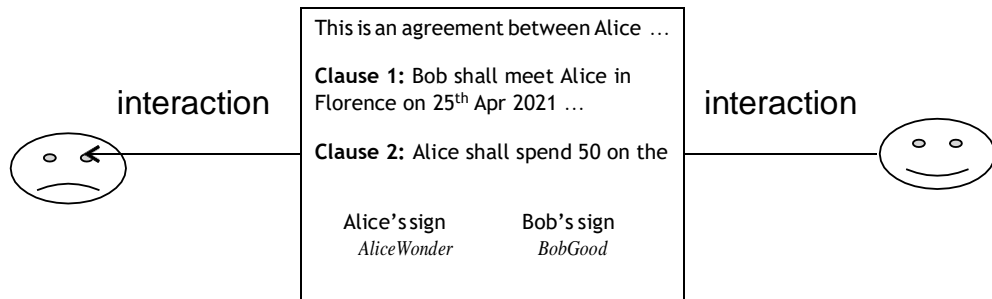 This is an agreement between Alice …
Clause 1: Bob shall meet Alice in
Florence on 25th Apr 2021 …
interaction
interaction
Clause 2: Alice shall spend 50 on the
Alice’s sign
Bob’s sign
AliceWonder
BobGood